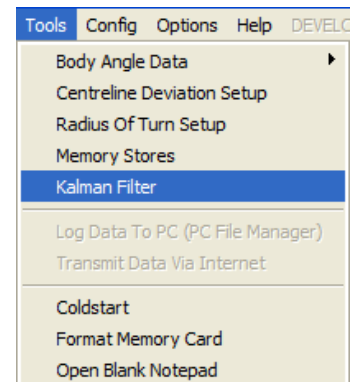 Tools Config Options Help DEVELO
Body Angle Data
Centreline Deviation Setup
Radius Of Turn Setup
Memory Stores
Kalman Filter
Log Data To PC (PC File Manager)
Transmit Data Via Internet
Coldstart
Format Memory Card
Open Blank Notepad